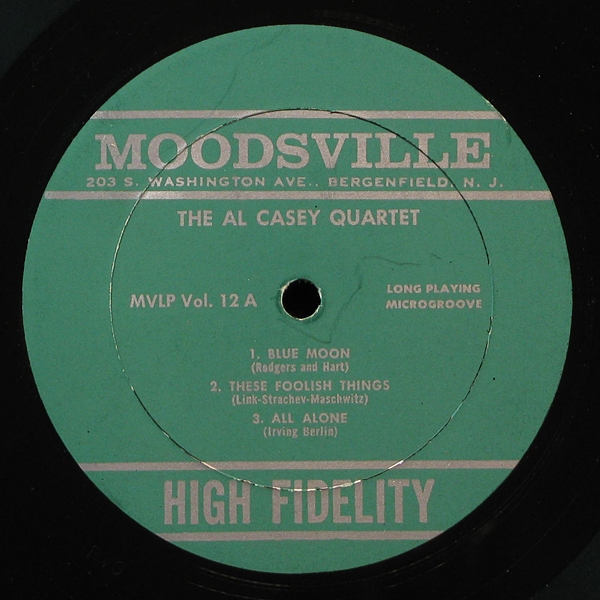 MOODSVILLE
203 S. WASHINGTON AVE., BERGENFIELD, N. J.
THE AL CASEY QUARTET
MVLP Vol. 12 A
LONG PLAYING
MICROGROOVE
1. BLUE MOON
(Rodgers and Hart)
2. THESE FOOLISH THINGS
(Link-Strachev-Maschwitz)
3. ALL ALONE
(Irving Berlin)
HIGH FIDELITY